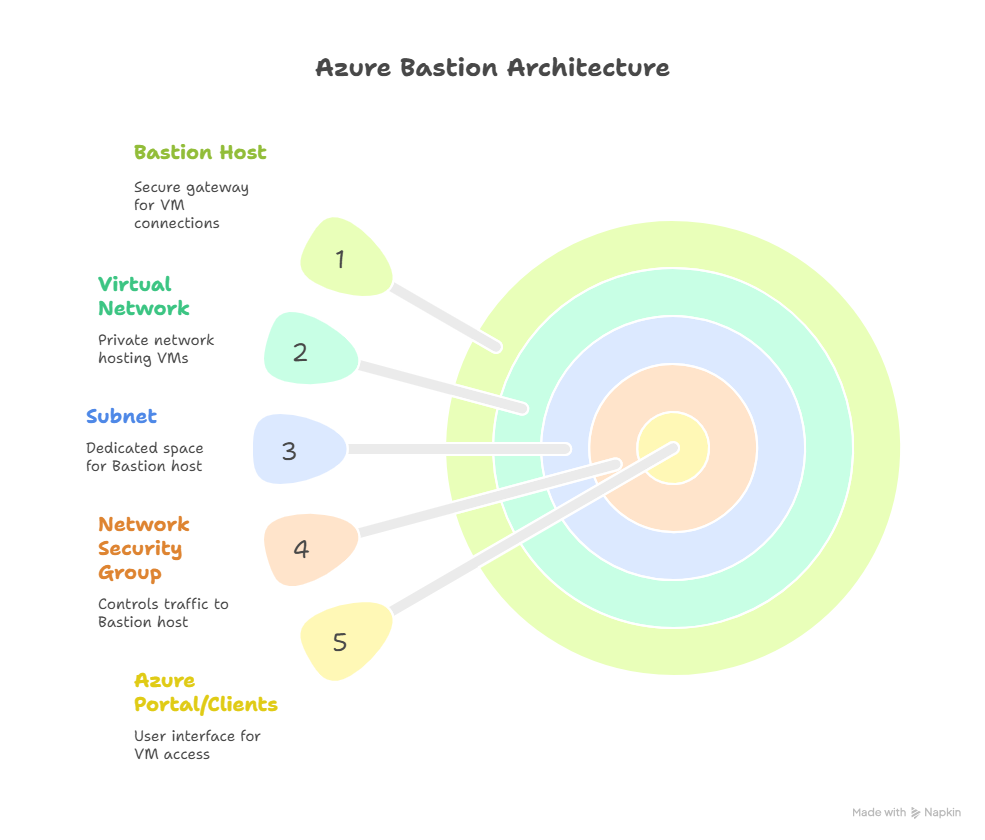 Azure Bastion Architecture
Bastion Host
Secure gateway
for VM
connections
1
Virtual
Network
Private network
hosting VMs
2
Subnet
Dedicated space
for Bastion host
3
Network
Security
Group
Controls traffic to
Bastion host
4
5
Azure
Portal/Clients
User interface for
VM access
Made with Napkin